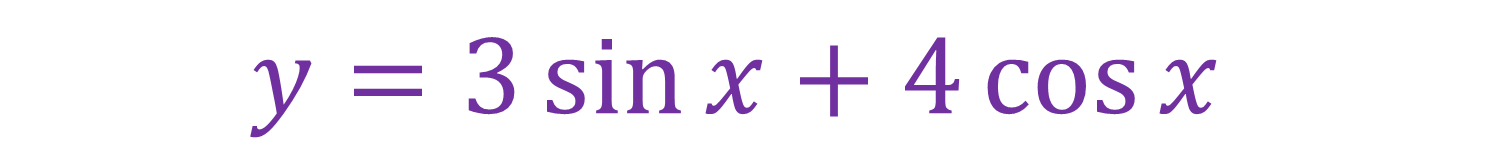 y = 3 sin x + 4 cos x